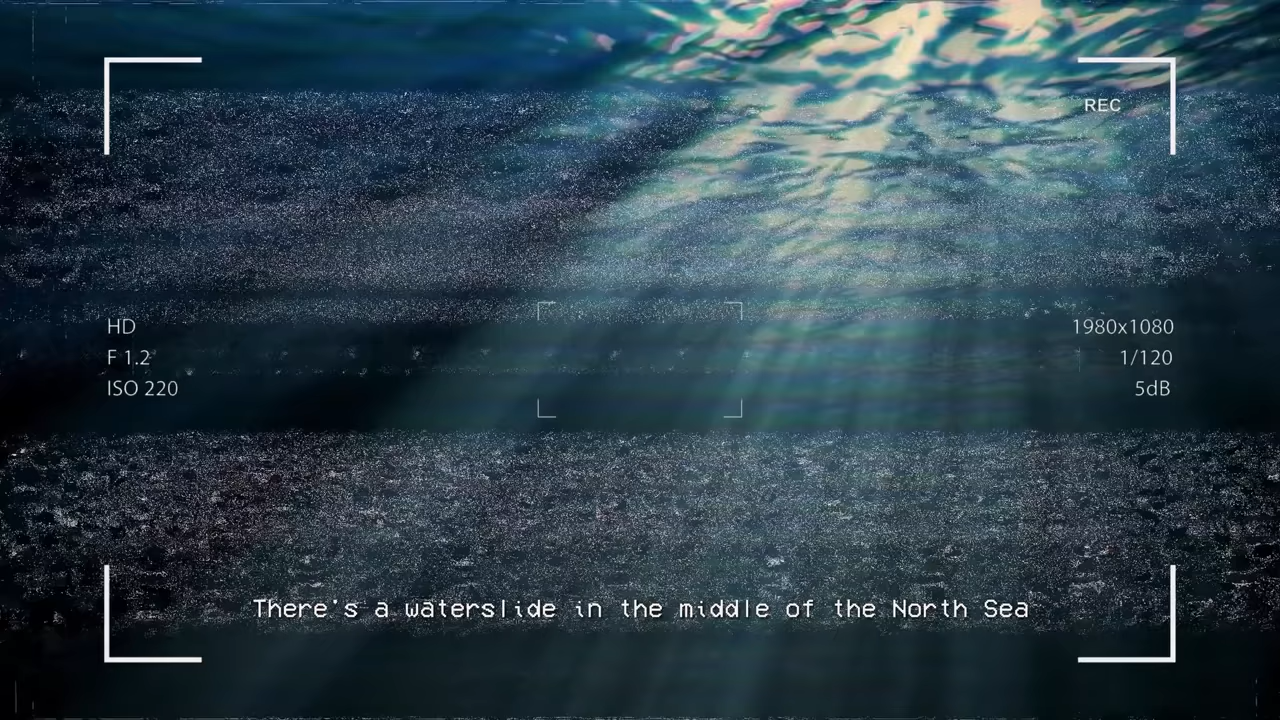 REC
HD
1980x1080
F 1.2
1/120
ISO 220
5dB
There's a waterslide in the middle of the North Sea